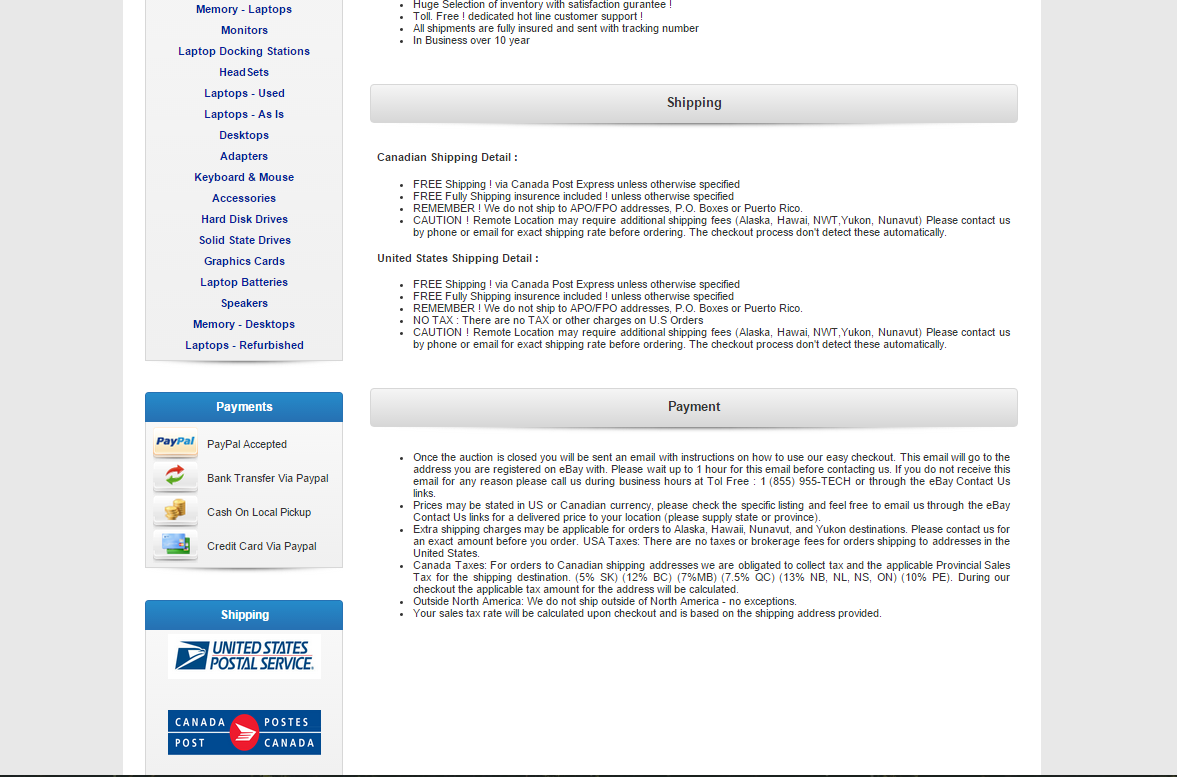 Memory - Laptops
Monitors
Laptop Docking Stations
HeadSets
Laptops - Used
Laptops - As Is
Desktops
Adapters
Keyboard & Mouse
Accessories
Hard Disk Drives
Solid State Drives
Graphics Cards
Laptop Batteries
Speakers
Memory - Desktops
Laptops - Refurbished
Payments
PayPal
PayPal Accepted
Bank Transfer Via Paypal
Cash On Local Pickup
Credit Card Via Paypal
Shipping
UNITED STATES
POSTAL SERVICE®
CANADA POSTES
POST CANADA
Huge Selection of inventory with satisfaction gurantee !
Toll. Free ! dedicated hot line customer support !
All shipments are fully insured and sent with tracking number
In Business over 10 year
Shipping
Canadian Shipping Detail :
FREE Shipping ! via Canada Post Express unless otherwise specified
FREE Fully Shipping insurence included ! unless otherwise specified
REMEMBER ! We do not ship to APO/FPO addresses, P.O. Boxes or Puerto Rico.
CAUTION ! Remote Location may require additional shipping fees (Alaska, Hawai, NWT,Yukon, Nunavut) Please contact us
by phone or email for exact shipping rate before ordering. The checkout process don't detect these automatically.
United States Shipping Detail :
FREE Shipping ! via Canada Post Express unless otherwise specified
FREE Fully Shipping insurence included ! unless otherwise specified
REMEMBER ! We do not ship to APO/FPO addresses, P.O. Boxes or Puerto Rico.
NO TAX : There are no TAX or other charges on U.S Orders
CAUTION ! Remote Location may require additional shipping fees (Alaska, Hawai, NWT,Yukon, Nunavut) Please contact us
by phone or email for exact shipping rate before ordering. The checkout process don't detect these automatically.
Payment
Once the auction is closed you will be sent an email with instructions on how to use our easy checkout. This email will go to the
address you are registered on eBay with. Please wait up to 1 hour for this email before contacting us. If you do not receive this
email for any reason please call us during business hours at Tol Free : 1 (855) 955-TECH or through the eBay Contact Us
links.
Prices may be stated in US or Canadian currency, please check the specific listing and feel free to email us through the eBay
Contact Us links for a delivered price to your location (please supply state or province).
Extra shipping charges may be applicable for orders to Alaska, Hawaii, Nunavut, and Yukon destinations. Please contact us for
an exact amount before you order. USA Taxes: There are no taxes or brokerage fees for orders shipping to addresses in the
United States.
Canada Taxes: For orders to Canadian shipping addresses we are obligated to collect tax and the applicable Provincial Sales
Tax for the shipping destination. (5% SK) (12% BC) (7%MB) (7.5% QC) (13% NB, NL, NS, ON) (10% PE). During our
checkout the applicable tax amount for the address will be calculated.
Outside North America: We do not ship outside of North America - no exceptions.
Your sales tax rate will be calculated upon checkout and is based on the shipping address provided.